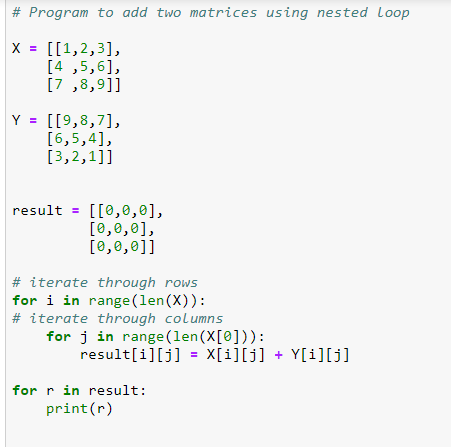 # Program to add two matrices using nested loop
X = [[1,2,3],
[4 ,5,6],
[7 ,8,9]]
Y = [[9,8,7],
[6,5,4],
[3,2,1]]
result = [[0,0,0],
[0,0,0],
[0,0,0]]
# iterate through rows
for i in range(len(X)):
# iterate through columns
for j in range(len(X[0])):
result[i][j] = X[i][j] + Y[i][j]
for r in result:
print(r)